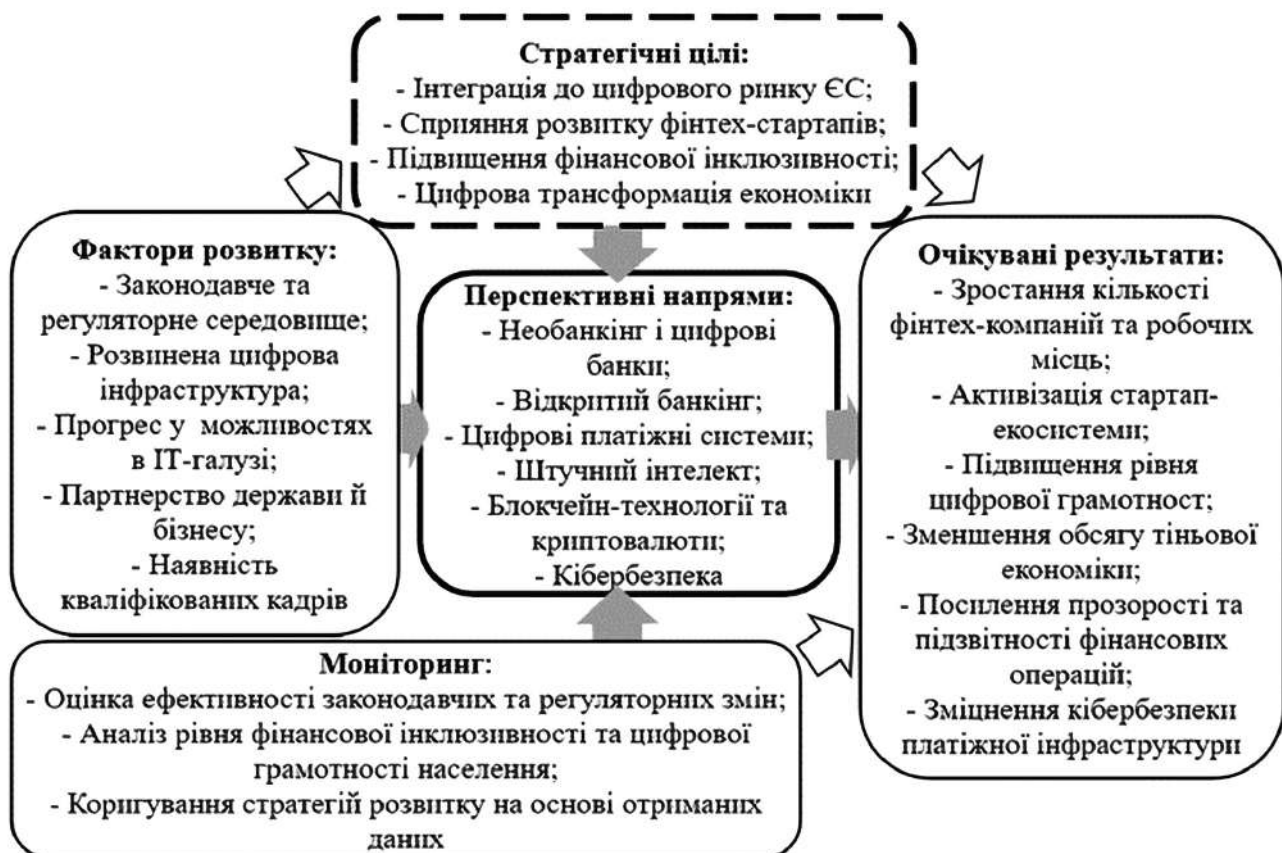 Стратегічні цілі:
- Інтеграція до цифрового ринку ЄС;
- Сприяння розвитку фінтех-стартапів;
- Підвищення фінансової інклюзивності;
- Цифрова трансформація економіки
Фактори розвитку:
- Законодавче та
регуляторне середовище;
- Розвинена цифрова
інфраструктура;
- Прогрес у можливостях
в ІТ-галузі;
- Партнерство держави й
бізнесу;
- Наявність
кваліфікованих кадрів
Перспективні напрями:
- Необанкінг і цифрові
банки;
- Відкритий банкінг;
- Цифрові платіжні системи;
- Штучний інтелект;
- Блокчейн-технології та
криптовалюти;
- Кібербезпека
Очікувані результати:
- Зростання кількості
фінтех-компаній та робочих
місць;
- Активізація стартап-
екосистеми;
- Підвищення рівня
цифрової грамотност;
- Зменшення обсягу тіньової
економіки;
- Посилення прозорості та
підзвітності фінансових
операцій;
- Зміцнення кібербезпеки
платіжної інфраструктури
Моніторинг:
- Оцінка ефективності законодавчих та регуляторних змін;
- Аналіз рівня фінансової інклюзивності та цифрової
грамотності населення;
- Коригування стратегій розвитку на основі отриманих
даних